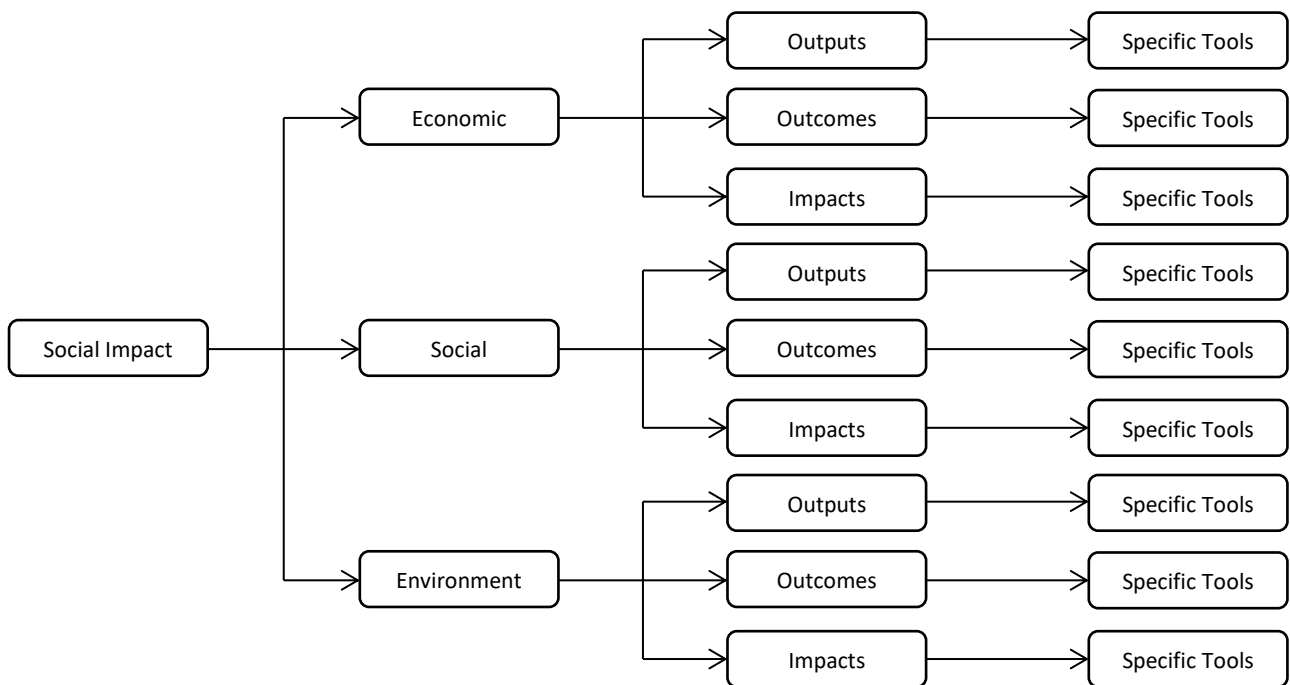 Outputs
Specific Tools
Economic
Outcomes
Specific Tools
Impacts
Specific Tools
Outputs
Specific Tools
Social Impact
Social
Outcomes
Specific Tools
Impacts
Specific Tools
Outputs
Specific Tools
Environment
Outcomes
Specific Tools
Impacts
Specific Tools